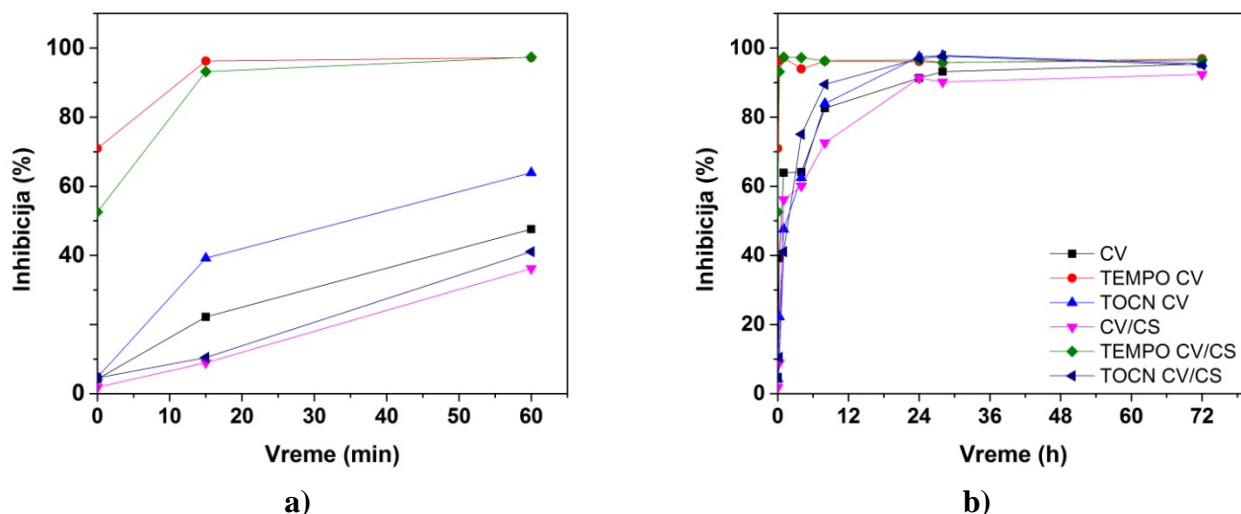 100
80
60
40
20
0
Inhibicija (%)
0 10 20 30 40 50 60
Vreme (min)
a)
100
80
60
40
20
0
Inhibicija (%)
CV
TEMPO CV
TOCN CV
CV/CS
TEMPO CV/CS
TOCN CV/CS
0 12 24 36 48 60 72
Vreme (h)
b)